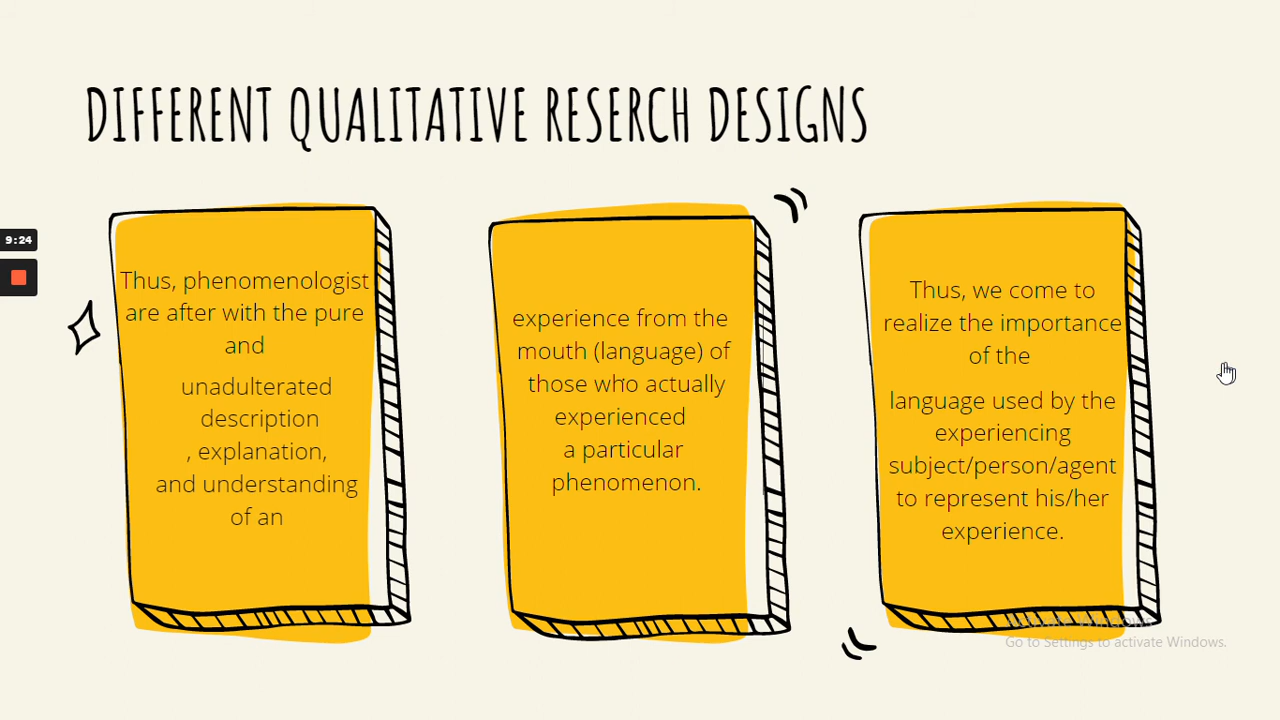 DIFFERENT QUALITATIVE RESERCH DESIGNS
9:24
Thus, phenomenologist
are after with the pure
and
unadulterated
description
, explanation,
and understanding
of an
experience from the
mouth (language) of
those who actually
experienced
a particular
phenomenon.
Thus, we come to
realize the importance
of the
language used by the
experiencing
subject/person/agent
to represent his/her
experience.
Activate Windows
Go to Settings to activate Windows.